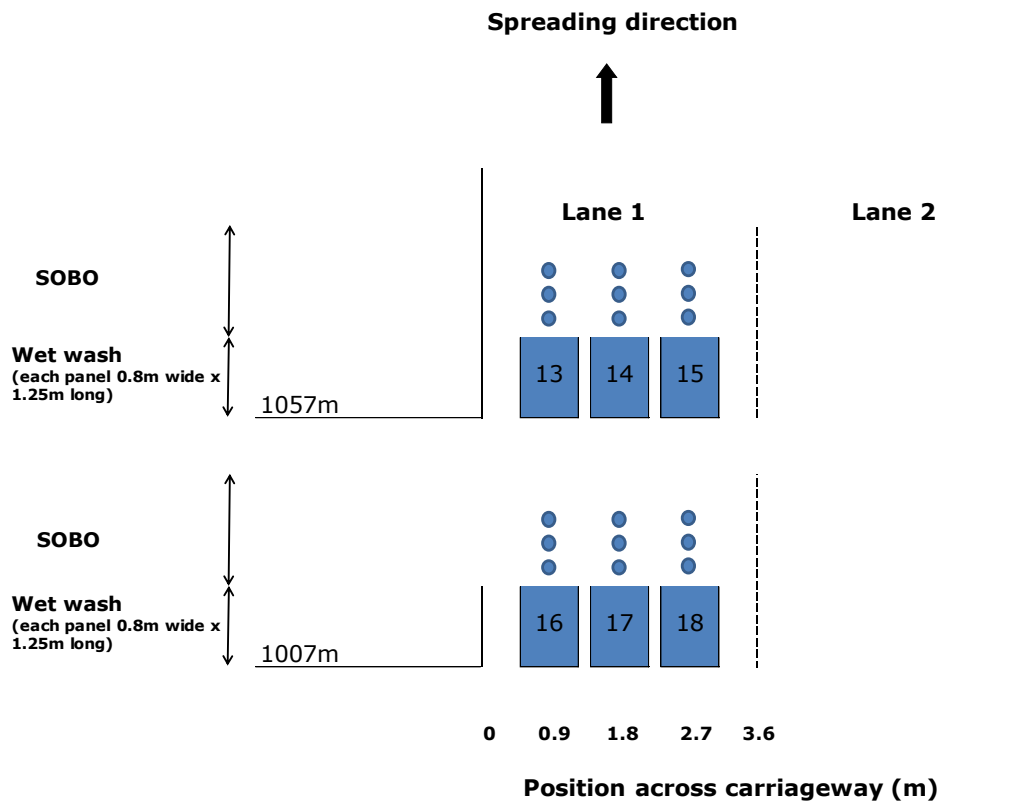 Spreading direction
Lane 1
Lane 2
SOBO
Wet wash
(each panel 0.8m wide x
1.25m long)
13
14
15
1057m
SOBO
Wet wash
(each panel 0.8m wide x
1.25m long)
16
17
18
1007m
0 0.9 1.8 2.7 3.6
Position across carriageway (m)